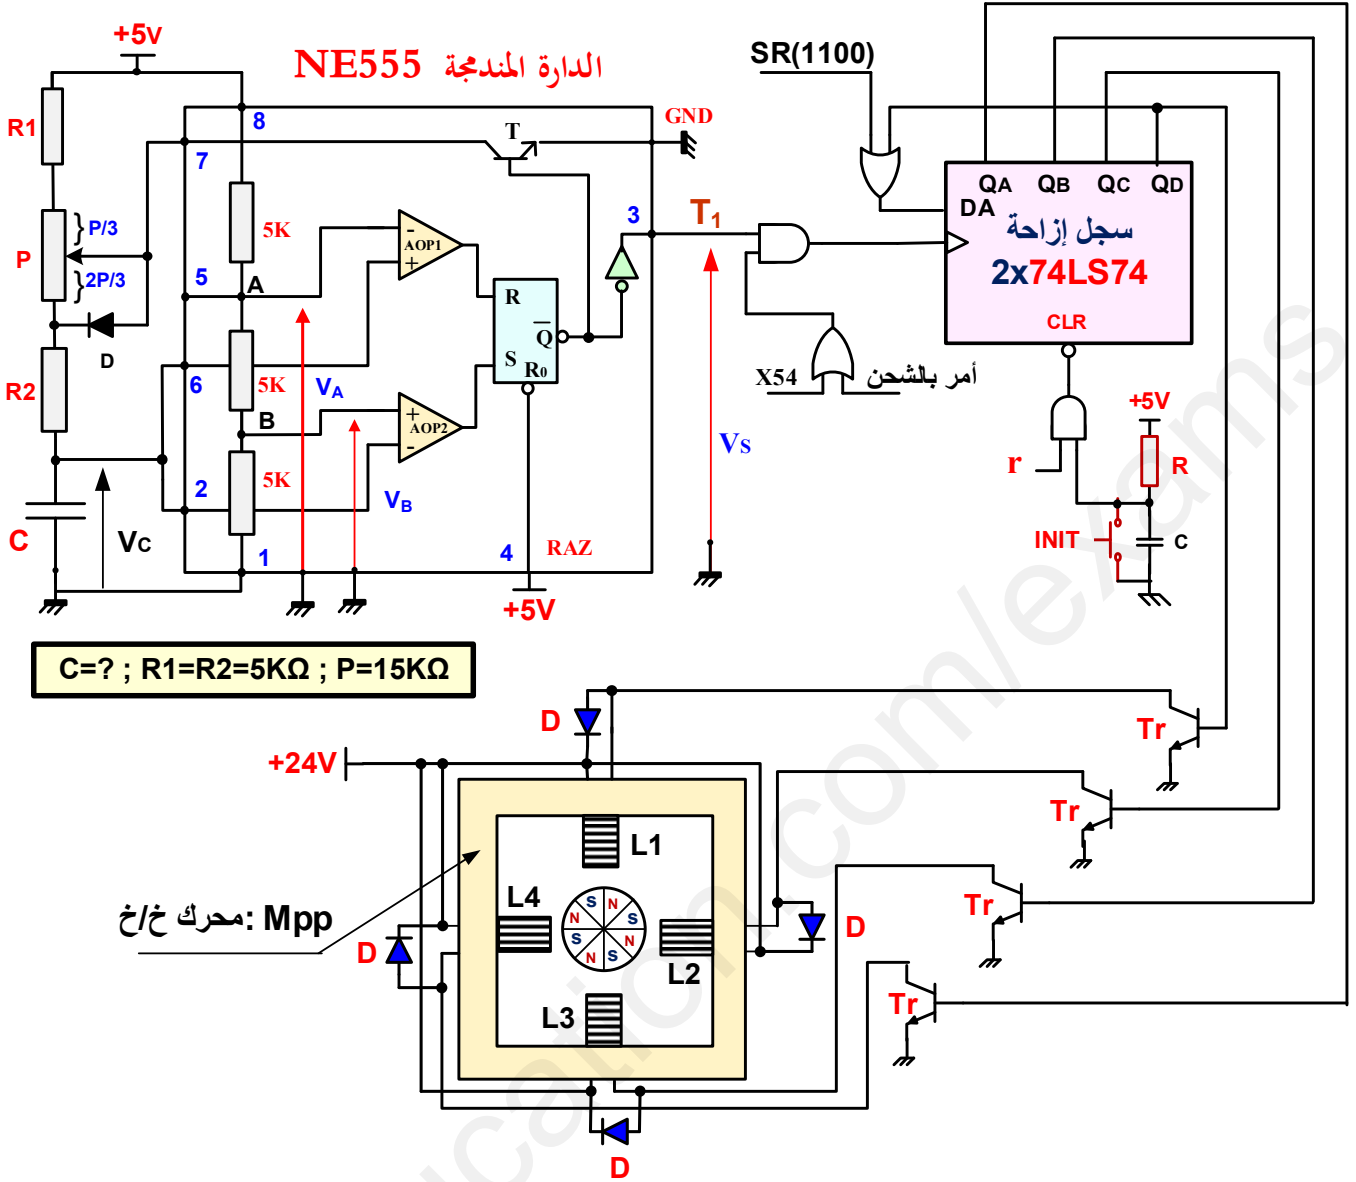 +5V
NE555 الدارة المندمجة
SR(1100)
GND
R1
8
T
7
QA QB QC QD
DA
P/3
P
2P/3
5K
AOP1
-
+
3
T1
سجل إزاحة
2x74LS74
5
A
R
CLR
Q
S
R0
D
6
5K
VA
R2
X54
أمر بالشحن
+5V
B
+
AOP2
-
VS
r
R
2
5K
VB
C
VC
INIT
C
1
4
RAZ
+5V
C=? ; R1=R2=5KΩ ; P=15KΩ
D
Tr
+24V
Tr
L1
L4
S N S N S N S N
Tr
D
محرك خ/خ: Mpp
D
L2
Tr
L3
D
ucation.com/exams